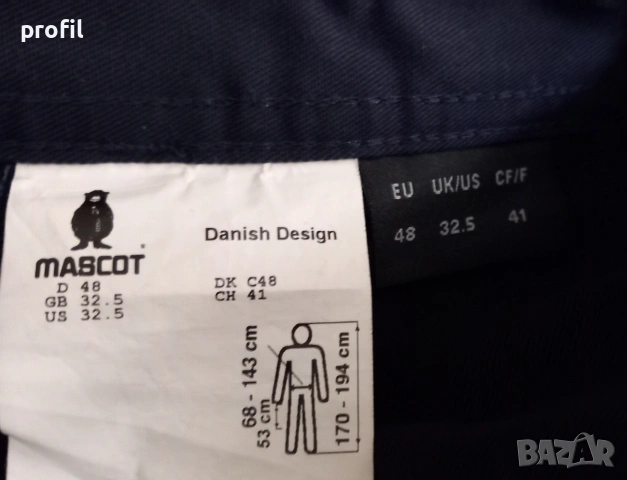 profil
MASCOT
Danish Design
D 48
GB 32.5
US 32.5
DK C48
CH 41
68 - 143 cm
53 cm
170 - 194 cm
EU UK/US CF/F
48 32.5 41
BAZAR